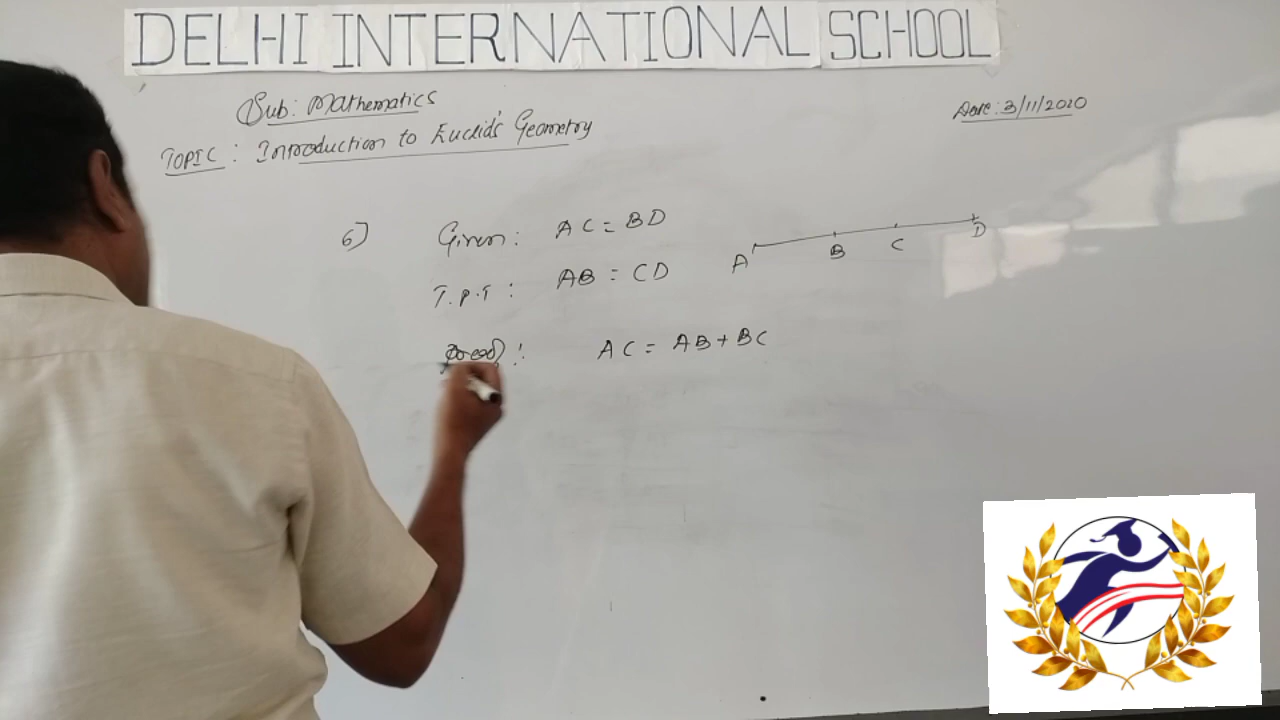 DELHI INTERNATIONAL SCHOOL
Sub: Mathematics
Date: 3/11/2020
TOPIC: Introduction to Euclid's Geometry
6) Given: AC = BD
A B C D
T.P.T: AB = CD
Proof: AC = AB + BC